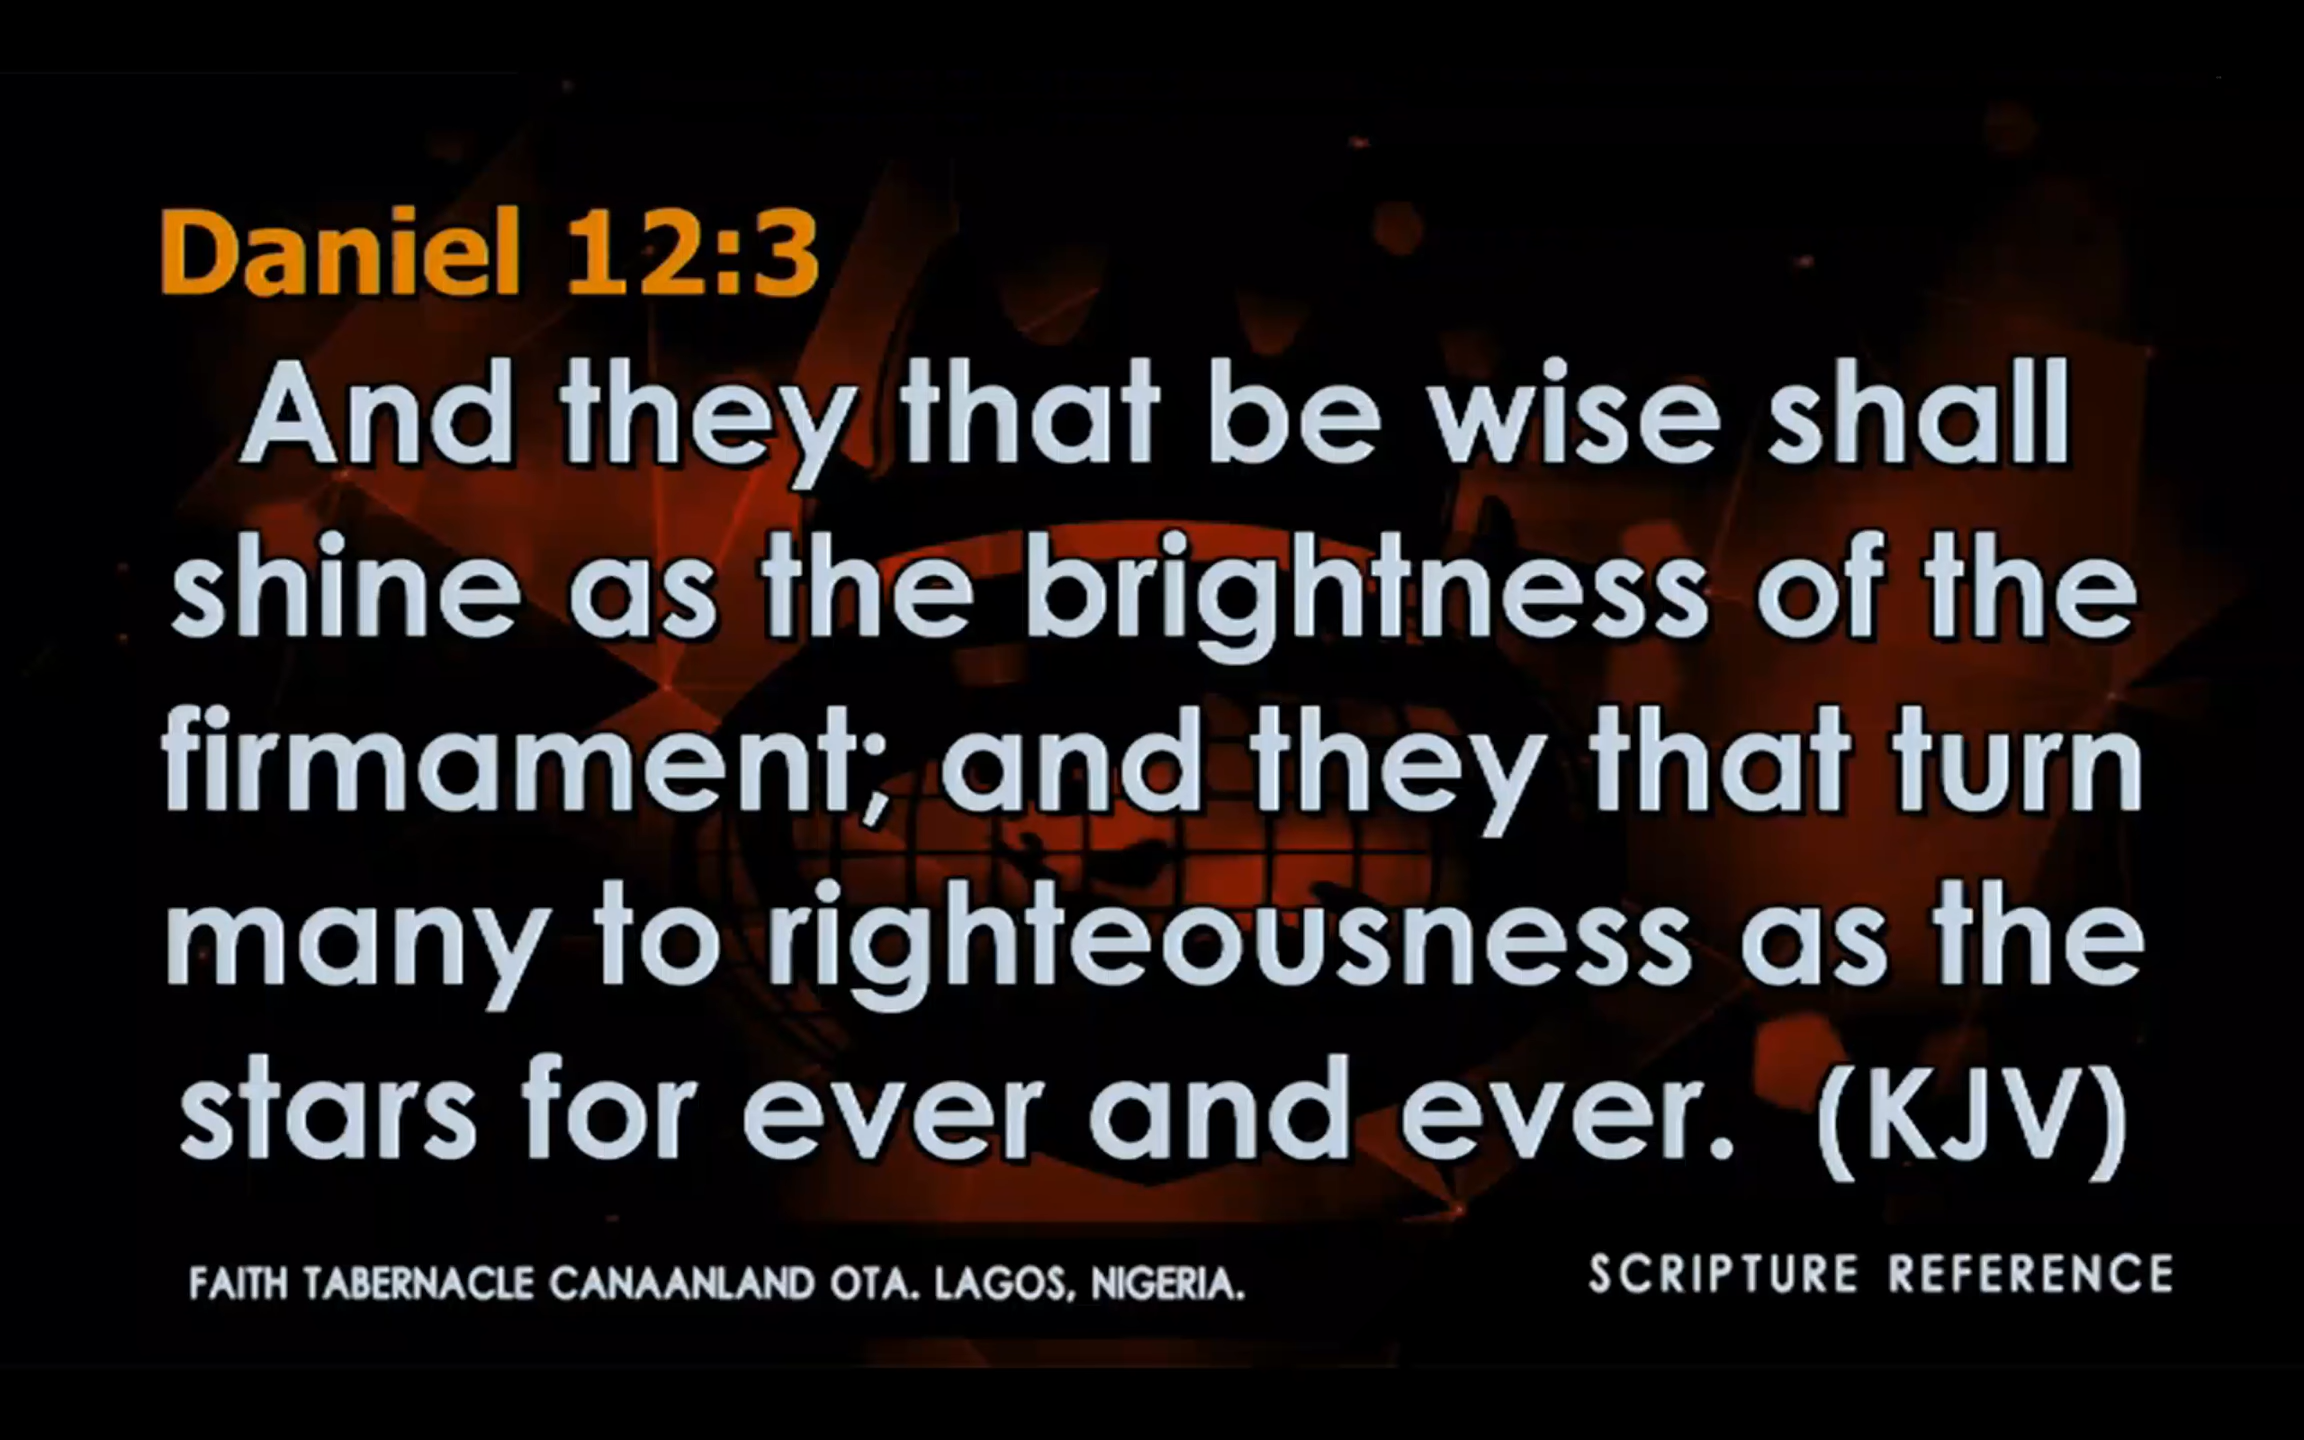 Daniel 12:3
And they that be wise shall
shine as the brightness of the
firmament; and they that turn
many to righteousness as the
stars for ever and ever.  (KJV)
FAITH TABERNACLE CANAANLAND OTA. LAGOS, NIGERIA.
SCRIPTURE REFERENCE